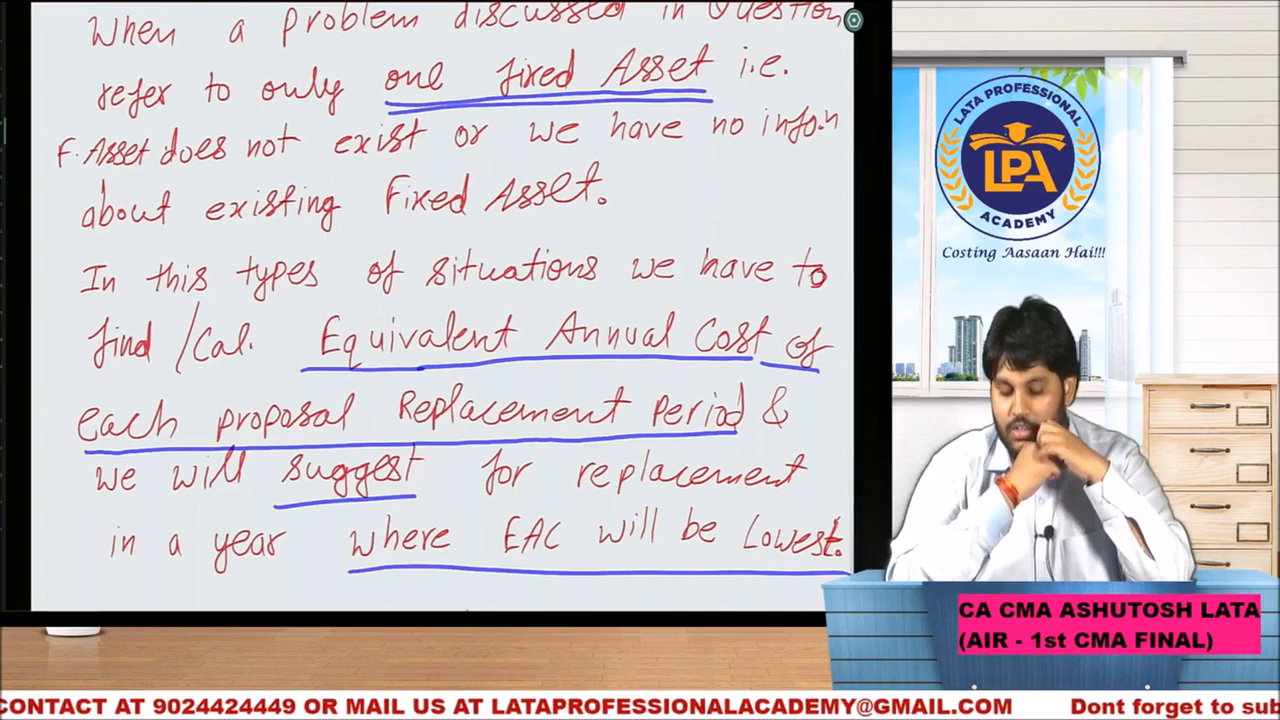 When a problem discussed in Question
refer to only one fixed Asset i.e.
F. Asset does not exist or we have no infon
about existing Fixed Asset.
In this types of situations we have to
find /Cal. Equivalent Annual Cost of
each proposal Replacement Period &
we will suggest for replacement
in a year where EAC will be Lowest.
LATA PROFESSIONAL
LPA
ACADEMY
Costing Aasaan Hai!!!
CA CMA ASHUTOSH LATA
(AIR - 1st CMA FINAL)
CONTACT AT 9024424449 OR MAIL US AT LATAPROFESSIONALACADEMY@GMAIL.COM Dont forget to sub